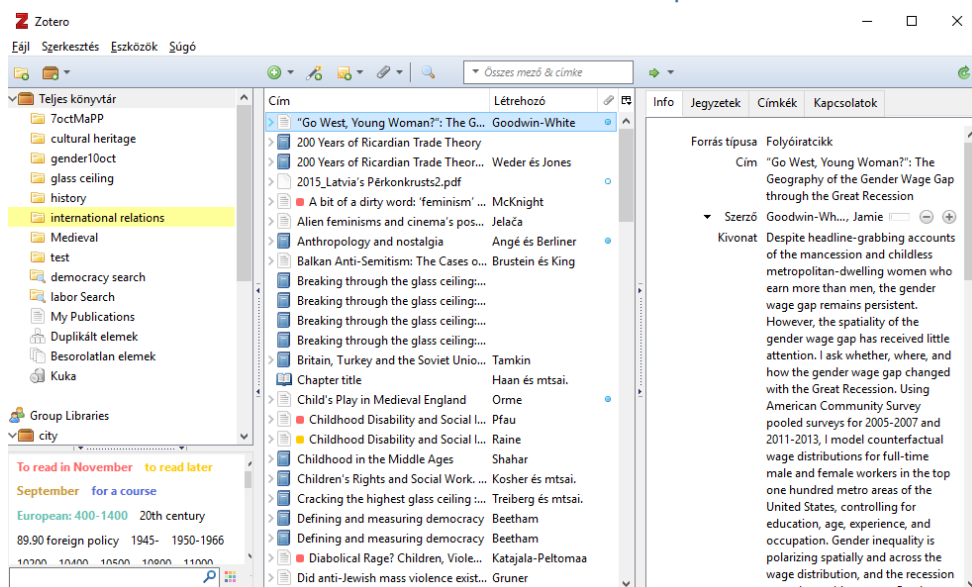 Zotero
Fájl Szerkesztés Eszközök Súgó
Összes mező & címke
Teljes könyvtár
7octMaPP
cultural heritage
gender10oct
glass ceiling
history
international relations
Medieval
test
democracy search
labor Search
My Publications
Duplikált elemek
Besorolatlan elemek
Kuka
Group Libraries
city
To read in November to read later
September for a course
European: 400-1400 20th century
89.90 foreign policy 1945- 1950-1966
10200 10400 10500 10800 11000
Cím Létrehozó
"Go West, Young Woman?": The G... Goodwin-White
200 Years of Ricardian Trade Theory
200 Years of Ricardian Trade Theor... Weder és Jones
2015_Latvia's Pērkonkrusts2.pdf
A bit of a dirty word: 'feminism' ... McKnight
Alien feminisms and cinema's pos... Jelača
Anthropology and nostalgia Angé és Berliner
Balkan Anti-Semitism: The Cases o... Brustein és King
Breaking through the glass ceiling:...
Breaking through the glass ceiling:...
Breaking through the glass ceiling:...
Breaking through the glass ceiling:...
Britain, Turkey and the Soviet Unio... Tamkin
Chapter title Haan és mtsai.
Child's Play in Medieval England Orme
Childhood Disability and Social I... Pfau
Childhood Disability and Social I... Raine
Childhood in the Middle Ages Shahar
Children's Rights and Social Work. ... Kosher és mtsai.
Cracking the highest glass ceiling :... Treiberg és mtsai.
Defining and measuring democracy Beetham
Defining and measuring democracy Beetham
Diabolical Rage? Children, Viole... Katajala-Peltomaa
Did anti-Jewish mass violence exist... Gruner
Info Jegyzetek Címkék Kapcsolatok
Forrás típusa Folyóiratcikk
Cím "Go West, Young Woman?": The
Geography of the Gender Wage Gap
through the Great Recession
Szerző Goodwin-Wh..., Jamie
Kivonat Despite headline-grabbing accounts
of the mancession and childless
metropolitan-dwelling women who
earn more than men, the gender
wage gap remains persistent.
However, the spatiality of the
gender wage gap has received little
attention. I ask whether, where, and
how the gender wage gap changed
with the Great Recession. Using
American Community Survey
pooled surveys for 2005-2007 and
2011-2013, I model counterfactual
wage distributions for full-time
male and female workers in the top
one hundred metro areas of the
United States, controlling for
education, age, experience, and
occupation. Gender inequality is
polarizing spatially and across the
wage distribution, and the recession